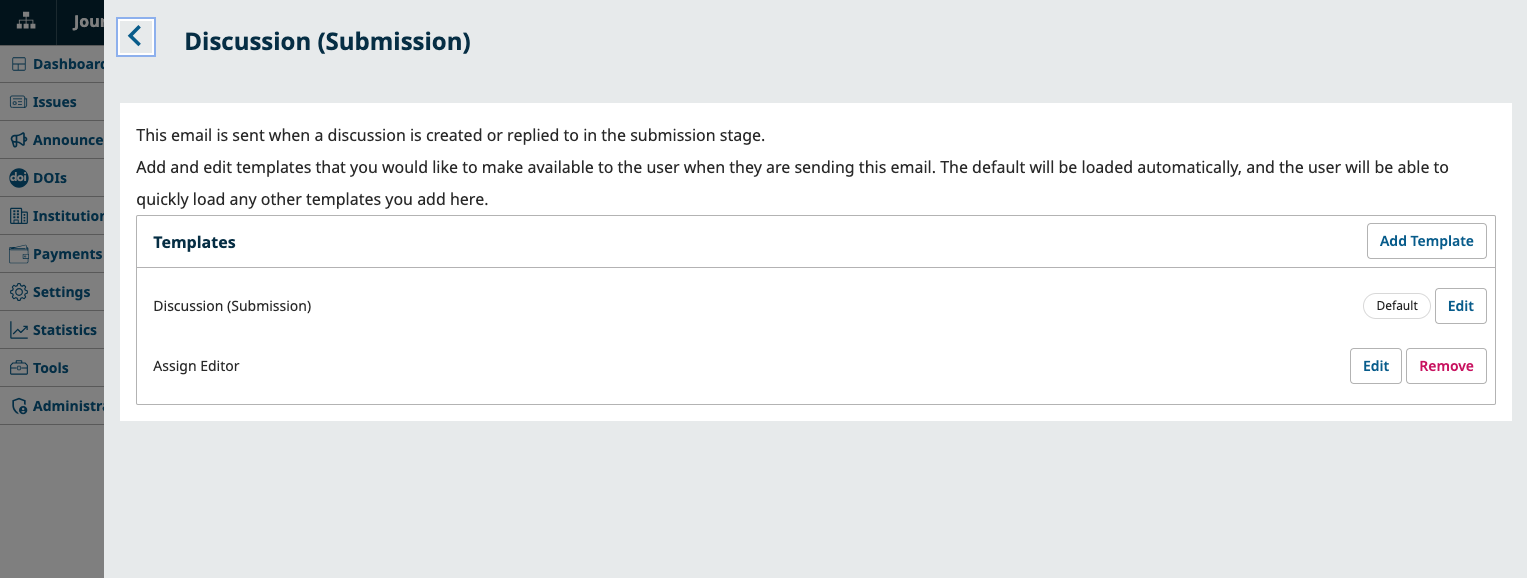 Jour
Discussion (Submission)
Dashboard
Issues
Announce
DOIs
Institution
Payments
Settings
Statistics
Tools
Administra
This email is sent when a discussion is created or replied to in the submission stage.
Add and edit templates that you would like to make available to the user when they are sending this email. The default will be loaded automatically, and the user will be able to
quickly load any other templates you add here.
Templates Add Template
Discussion (Submission) Default Edit
Assign Editor Edit Remove